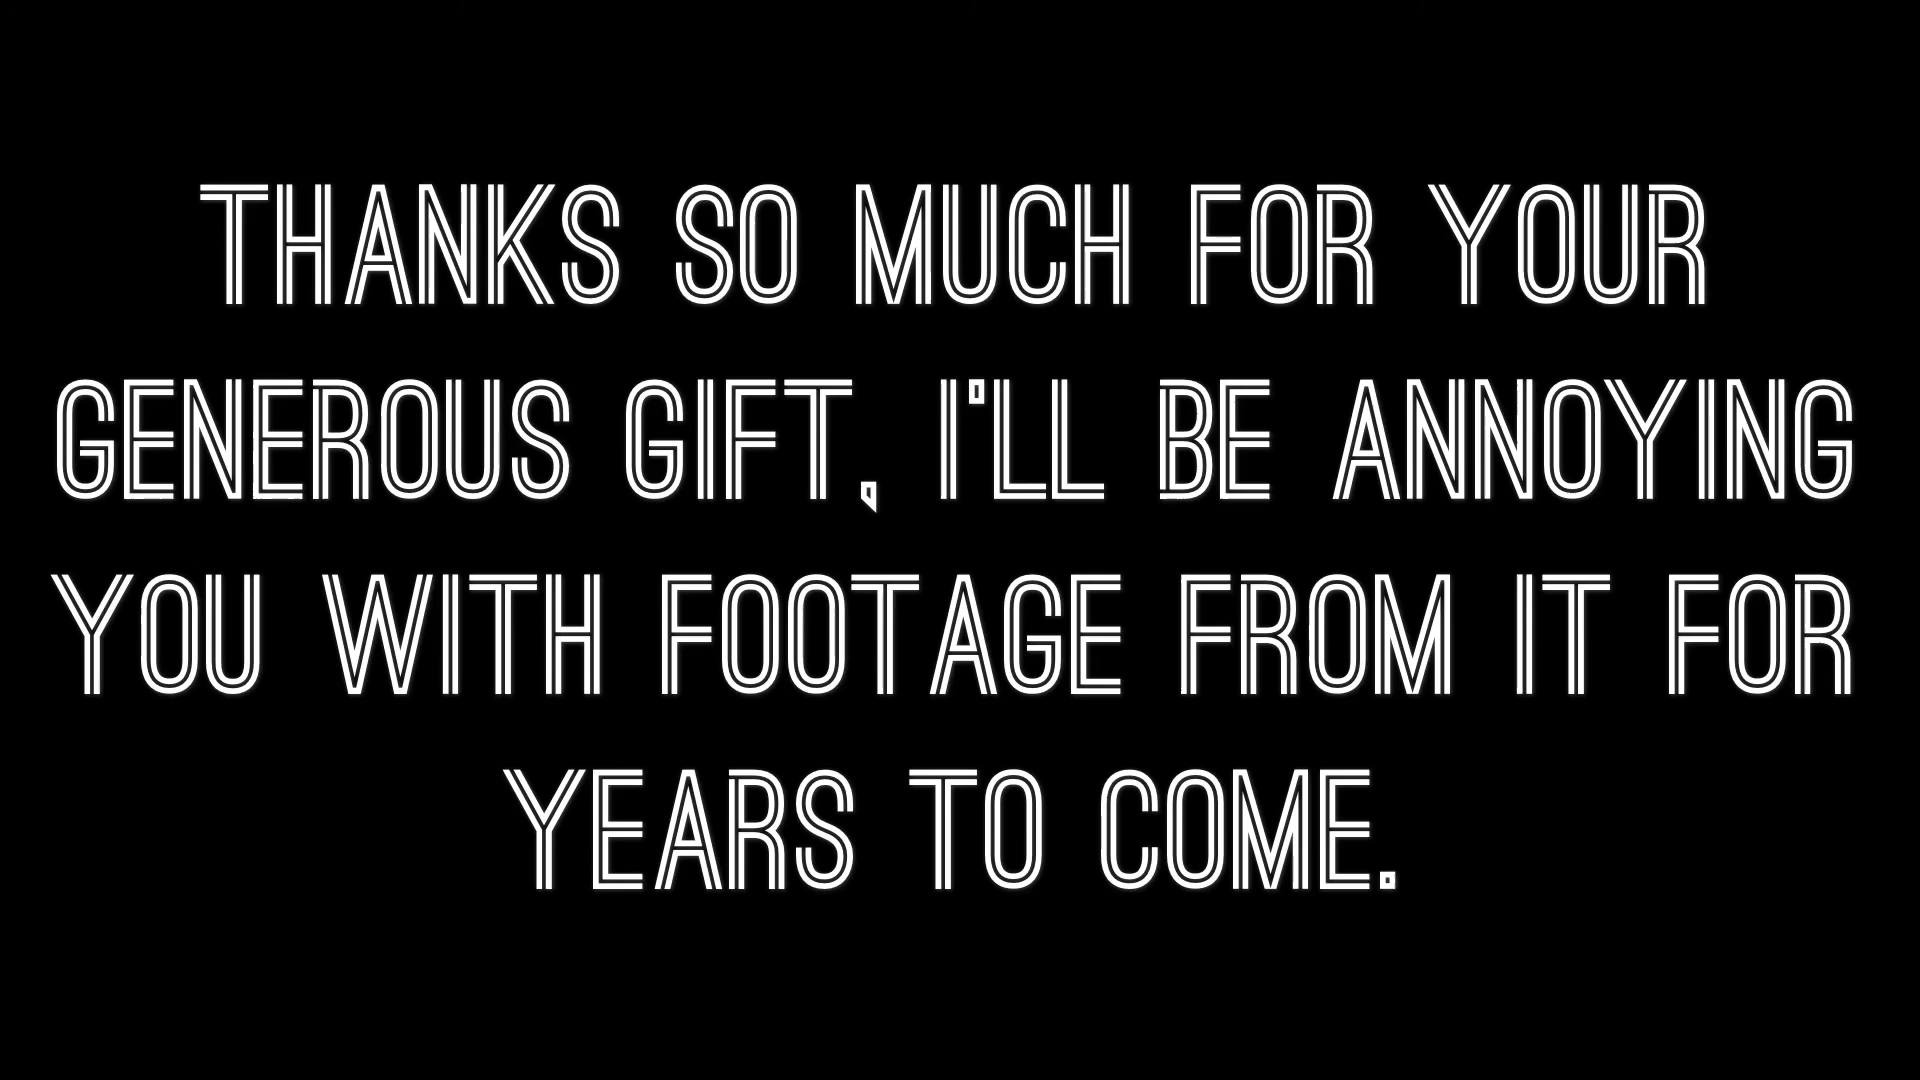 THANKS SO MUCH FOR YOUR
GENEROUS GIFT, I'LL BE ANNOYING
YOU WITH FOOTAGE FROM IT FOR
YEARS TO COME.